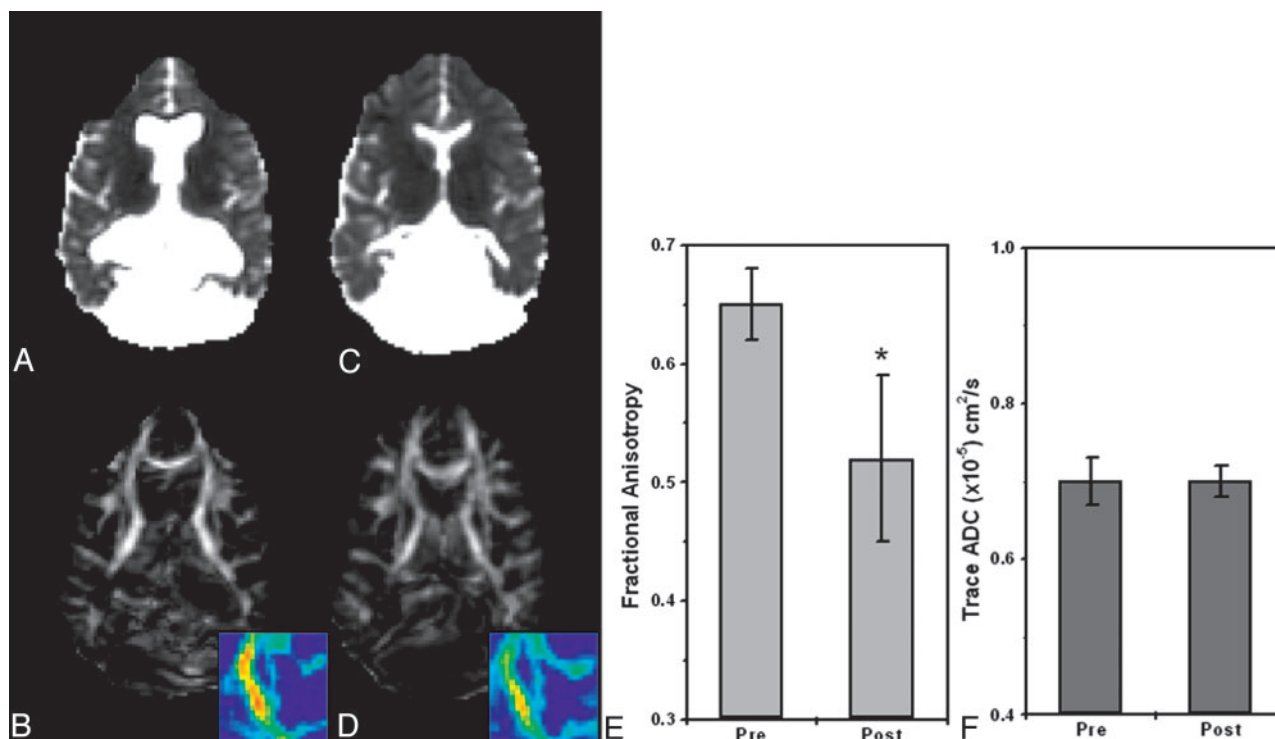 A
C
B
D
E
F
Fractional Anisotropy
0.7
0.6
0.5
0.4
0.3
*
Pre Post
Trace ADC (x10⁻⁵) cm²/s
1.0
0.8
0.6
0.4
Pre Post